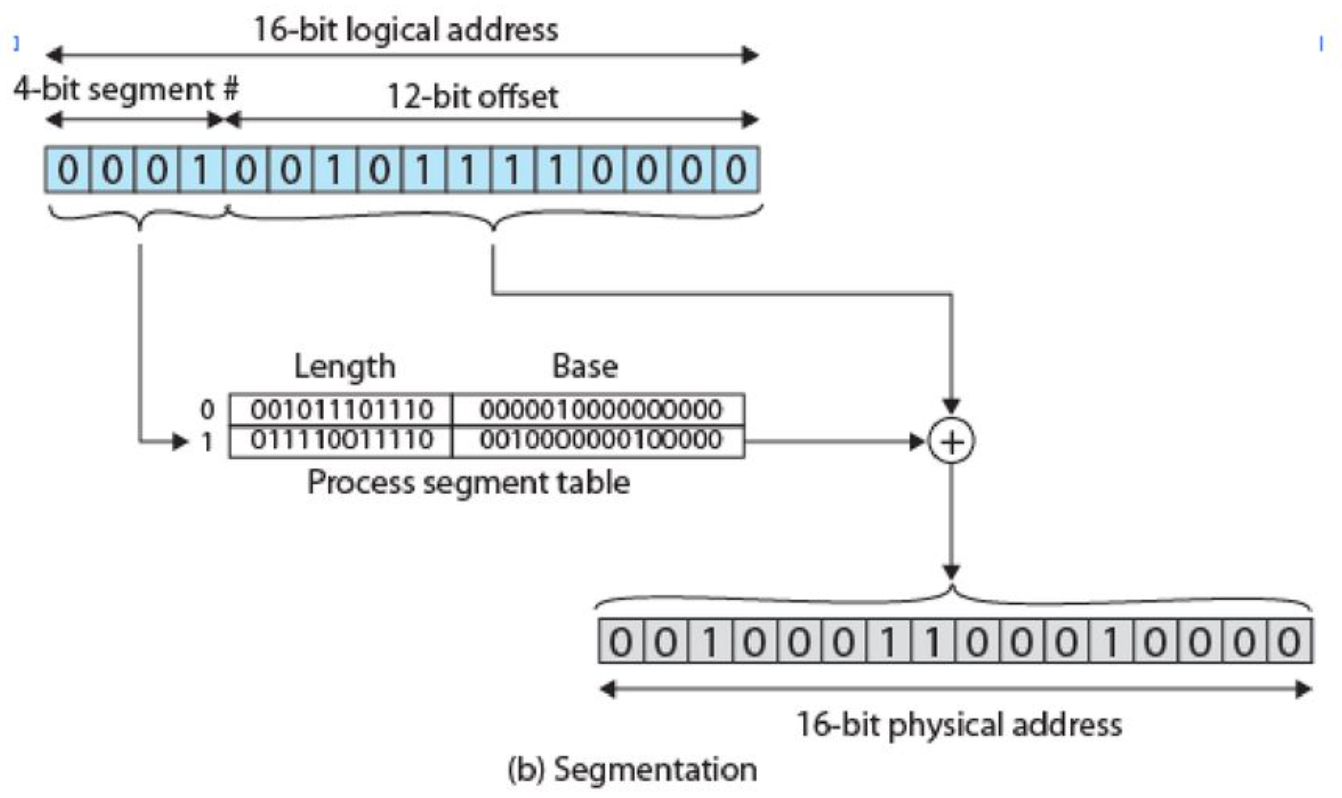 16-bit logical address
4-bit segment # 12-bit offset
0 0 0 1 0 0 1 0 1 1 1 1 0 0 0 0
Length Base
0 001011101110 0000010000000000
1 011110011110 0010000000100000
Process segment table
+
0 0 1 0 0 0 1 1 0 0 0 1 0 0 0 0
16-bit physical address
(b) Segmentation